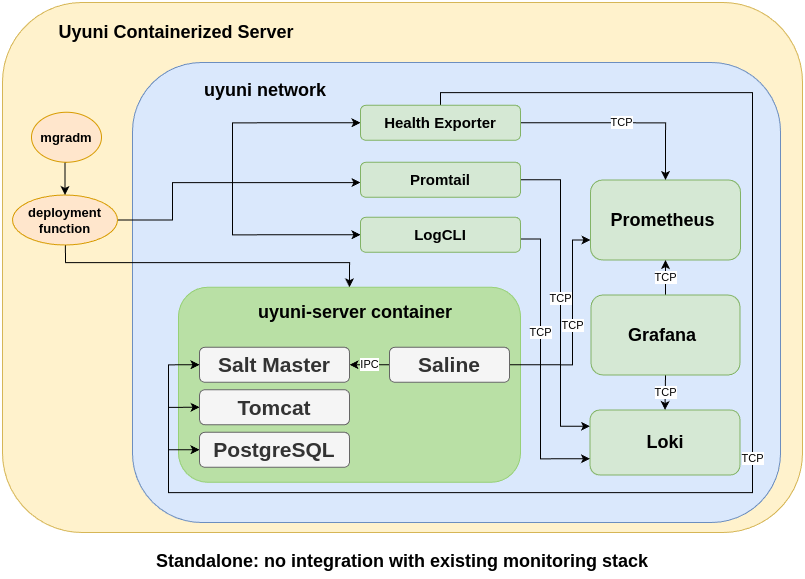 Uyuni Containerized Server
uyuni network
mgradm
deployment
function
Health Exporter
TCP
Promtail
LogCLI
Prometheus
TCP
Grafana
TCP
TCP
TCP
TCP
Loki
TCP
uyuni-server container
Salt Master
IPC
Saline
Tomcat
PostgreSQL
Standalone: no integration with existing monitoring stack